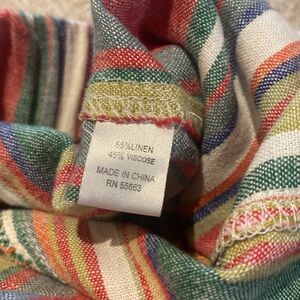 55%LINEN
45% VISCOSE
MADE IN CHINA
RN 55663